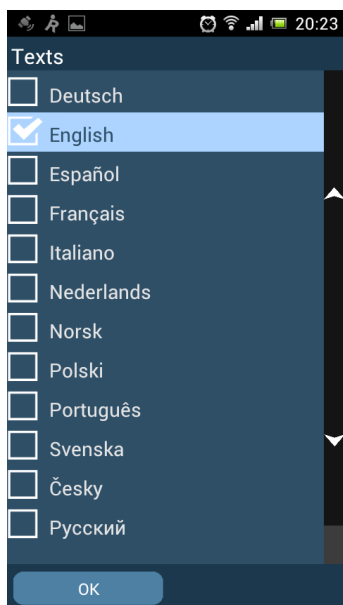 20:23
Texts
Deutsch
English
Español
Français
Italiano
Nederlands
Norsk
Polski
Português
Svenska
Česky
Русский
OK